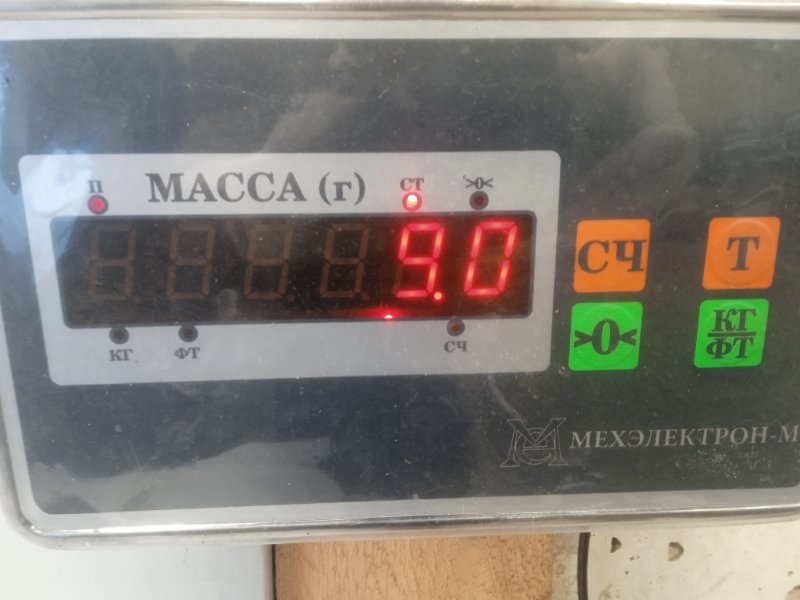 П МАССА (г) СТ >0<
9.0
КГ ФТ СЧ
СЧ Т
>0< КГ
ФТ
МЕХЭЛЕКТРОН-М